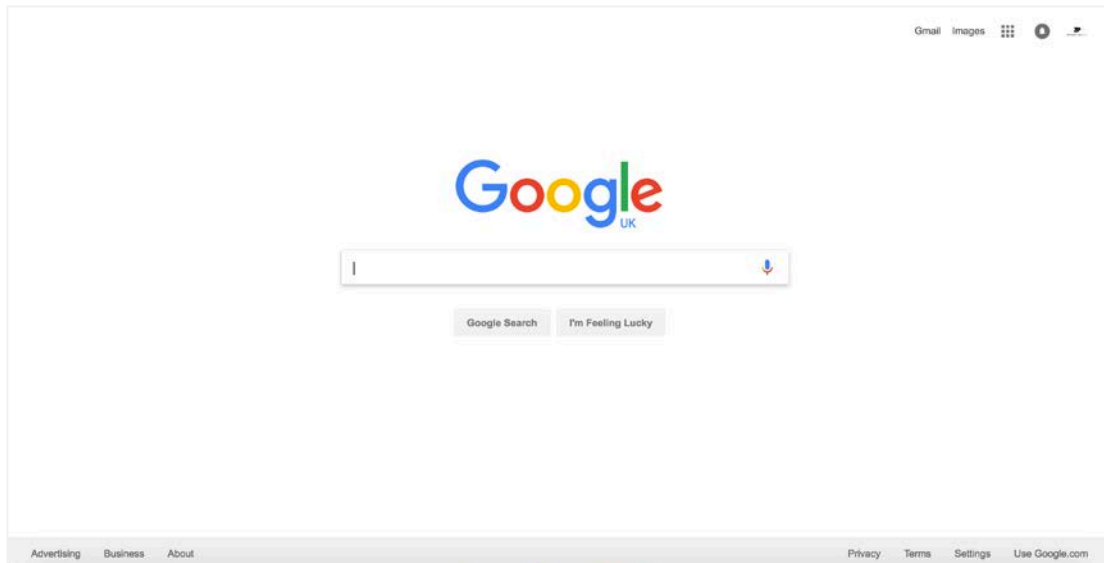 Gmail Images
Google
UK
Google Search I'm Feeling Lucky
Advertising Business About Privacy Terms Settings Use Google.com